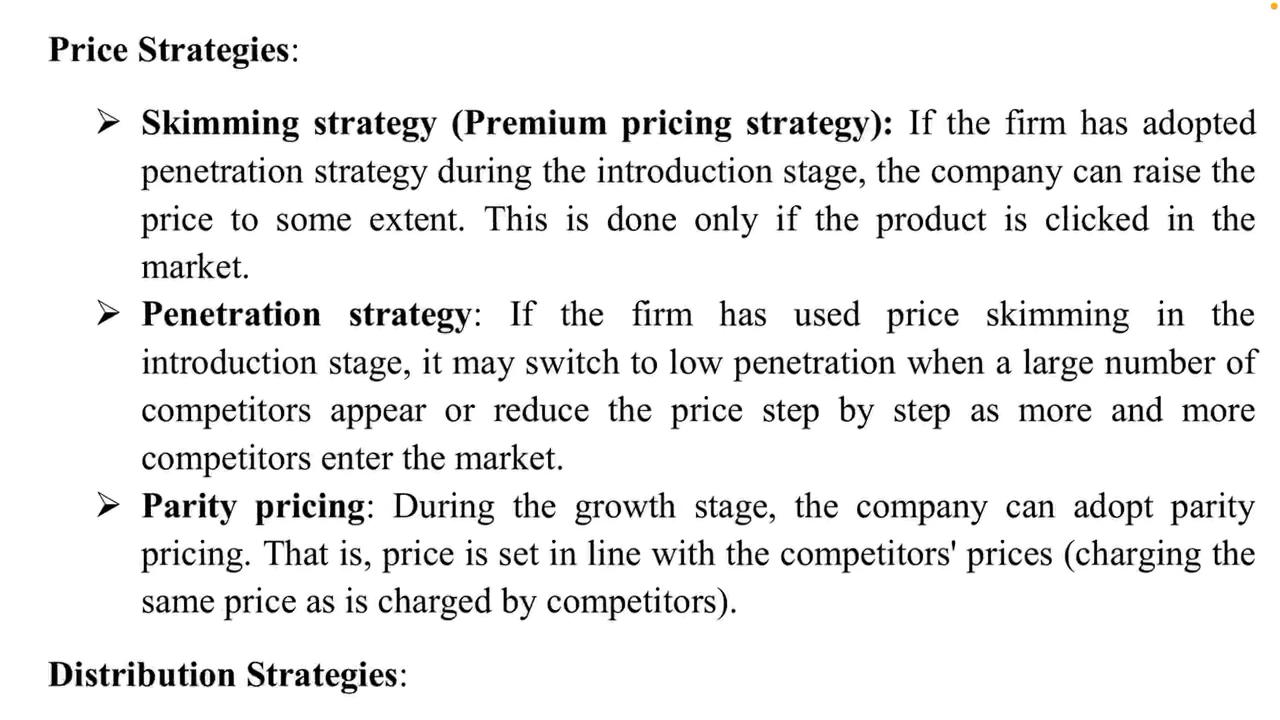 Price Strategies:
➢ Skimming strategy (Premium pricing strategy): If the firm has adopted
penetration strategy during the introduction stage, the company can raise the
price to some extent. This is done only if the product is clicked in the
market.
➢ Penetration strategy: If the firm has used price skimming in the
introduction stage, it may switch to low penetration when a large number of
competitors appear or reduce the price step by step as more and more
competitors enter the market.
➢ Parity pricing: During the growth stage, the company can adopt parity
pricing. That is, price is set in line with the competitors' prices (charging the
same price as is charged by competitors).
Distribution Strategies: